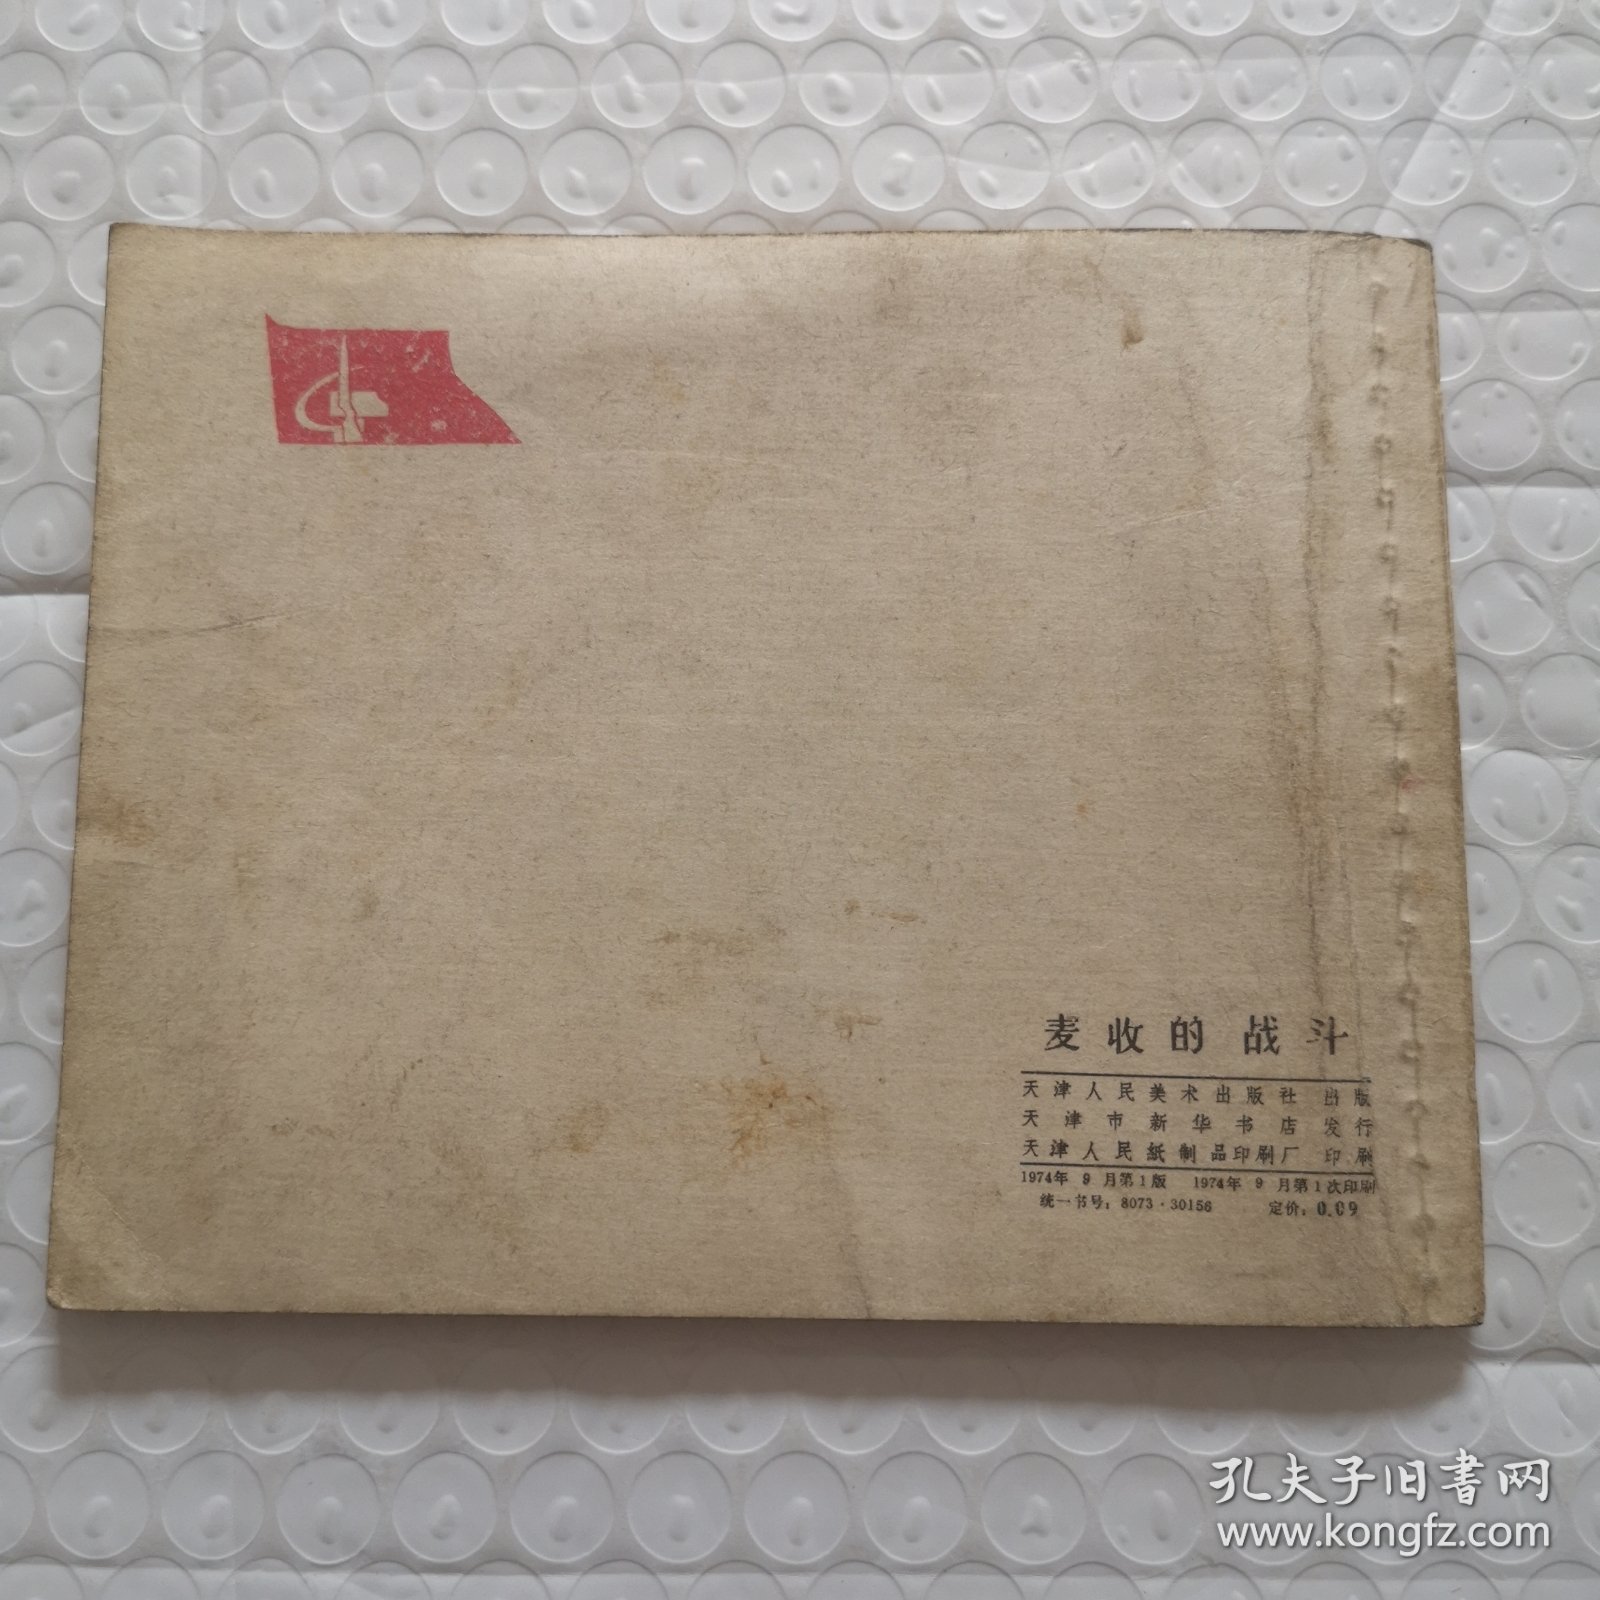 麦收的战斗
天津人民美术出版社 出版
天津市新华书店 发行
天津人民紙制品印刷厂 印刷
1974年9月第1版 1974年9月第1次印刷
统一书号：8073·30156 定价：0.09
孔夫子旧書网
www.kongfz.com